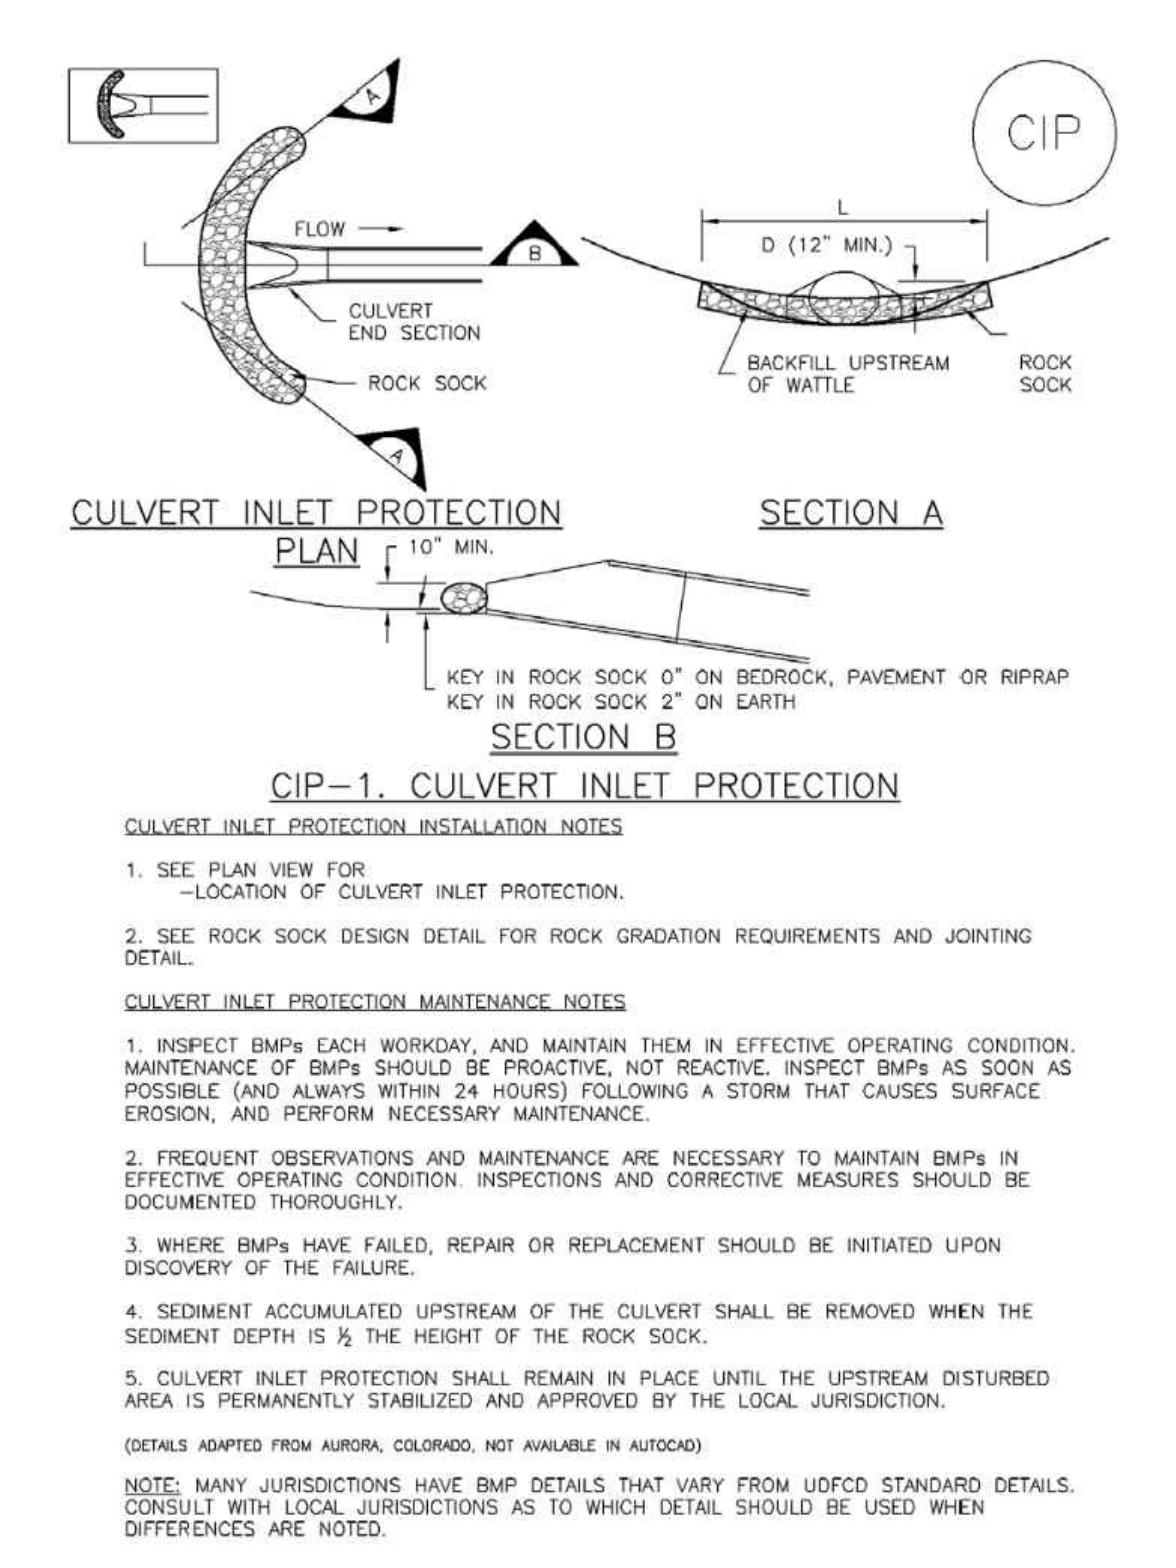 A
CIP
L
FLOW
B
D (12" MIN.)
CULVERT
END SECTION
BACKFILL UPSTREAM
OF WATTLE
ROCK
SOCK
ROCK SOCK
A
CULVERT INLET PROTECTION
PLAN
SECTION A
10" MIN.
KEY IN ROCK SOCK 0" ON BEDROCK, PAVEMENT OR RIPRAP
KEY IN ROCK SOCK 2" ON EARTH
SECTION B
CIP-1. CULVERT INLET PROTECTION
CULVERT INLET PROTECTION INSTALLATION NOTES
1. SEE PLAN VIEW FOR
-LOCATION OF CULVERT INLET PROTECTION.
2. SEE ROCK SOCK DESIGN DETAIL FOR ROCK GRADATION REQUIREMENTS AND JOINTING
DETAIL.
CULVERT INLET PROTECTION MAINTENANCE NOTES
1. INSPECT BMPs EACH WORKDAY, AND MAINTAIN THEM IN EFFECTIVE OPERATING CONDITION.
MAINTENANCE OF BMPs SHOULD BE PROACTIVE, NOT REACTIVE. INSPECT BMPs AS SOON AS
POSSIBLE (AND ALWAYS WITHIN 24 HOURS) FOLLOWING A STORM THAT CAUSES SURFACE
EROSION, AND PERFORM NECESSARY MAINTENANCE.
2. FREQUENT OBSERVATIONS AND MAINTENANCE ARE NECESSARY TO MAINTAIN BMPs IN
EFFECTIVE OPERATING CONDITION. INSPECTIONS AND CORRECTIVE MEASURES SHOULD BE
DOCUMENTED THOROUGHLY.
3. WHERE BMPs HAVE FAILED, REPAIR OR REPLACEMENT SHOULD BE INITIATED UPON
DISCOVERY OF THE FAILURE.
4. SEDIMENT ACCUMULATED UPSTREAM OF THE CULVERT SHALL BE REMOVED WHEN THE
SEDIMENT DEPTH IS ½ THE HEIGHT OF THE ROCK SOCK.
5. CULVERT INLET PROTECTION SHALL REMAIN IN PLACE UNTIL THE UPSTREAM DISTURBED
AREA IS PERMANENTLY STABILIZED AND APPROVED BY THE LOCAL JURISDICTION.
(DETAILS ADAPTED FROM AURORA, COLORADO, NOT AVAILABLE IN AUTOCAD)
NOTE: MANY JURISDICTIONS HAVE BMP DETAILS THAT VARY FROM UDFCD STANDARD DETAILS.
CONSULT WITH LOCAL JURISDICTIONS AS TO WHICH DETAIL SHOULD BE USED WHEN
DIFFERENCES ARE NOTED.